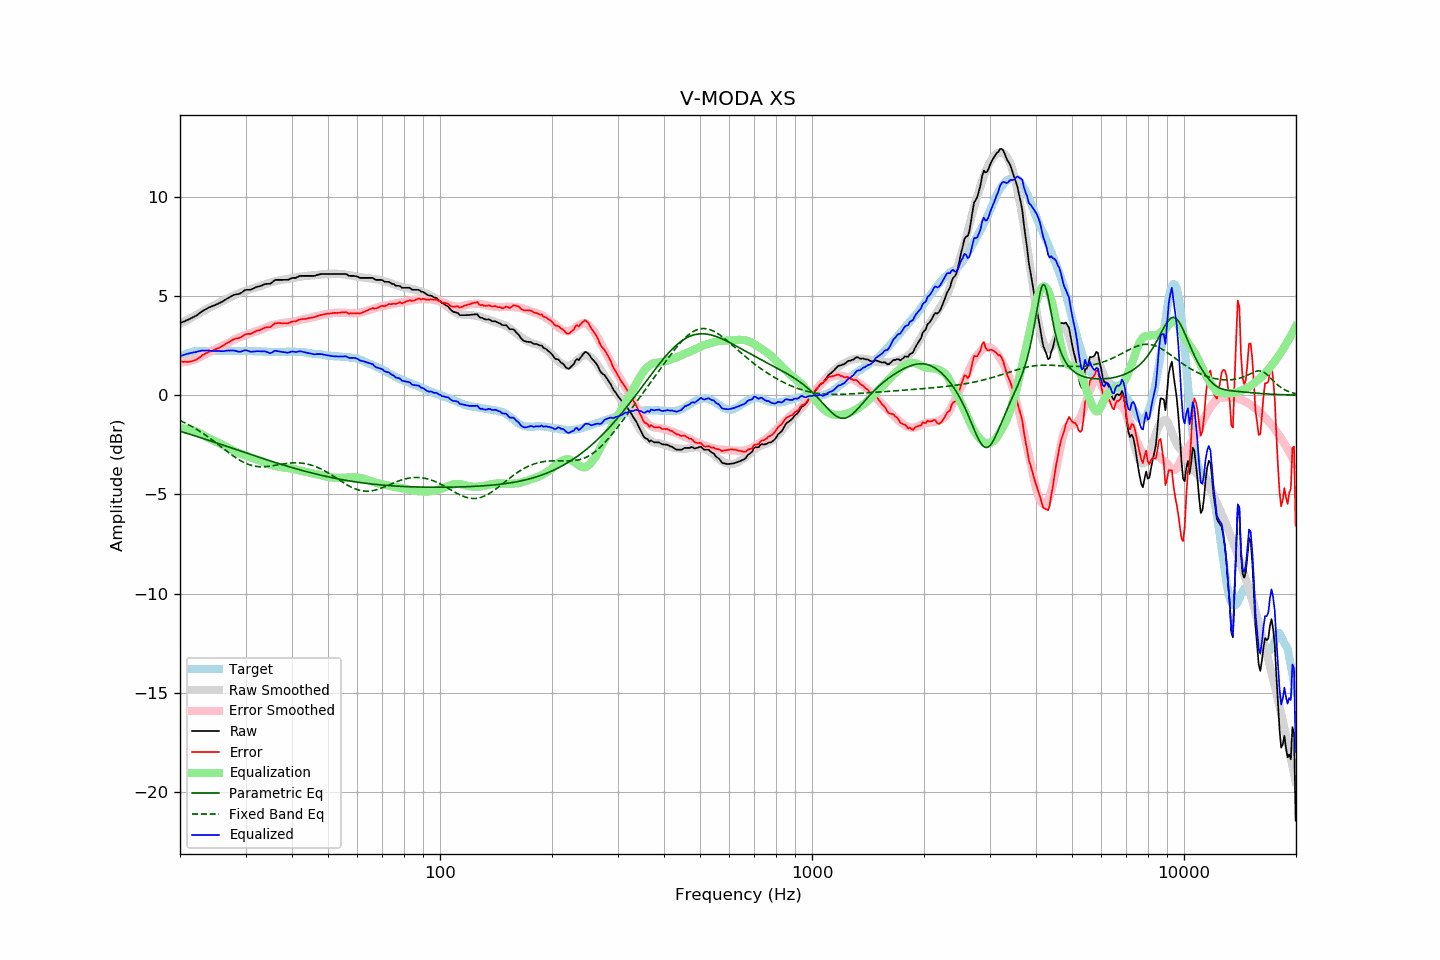 V-MODA XS
Amplitude (dBr)
10
5
0
−5
−10
−15
−20
Target
Raw Smoothed
Error Smoothed
Raw
Error
Equalization
Parametric Eq
Fixed Band Eq
Equalized
100
1000
10000
Frequency (Hz)